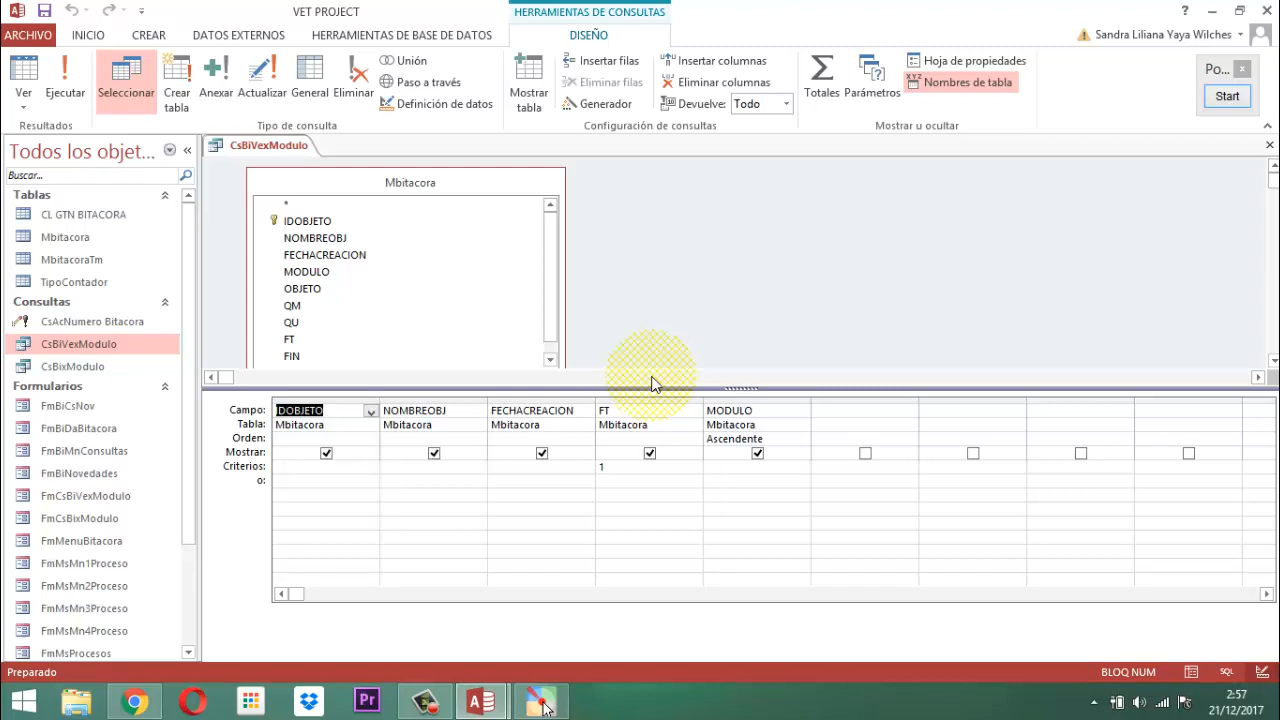 VET PROJECT
HERRAMIENTAS DE CONSULTAS
?
ARCHIVO INICIO CREAR DATOS EXTERNOS HERRAMIENTAS DE BASE DE DATOS DISEÑO
Sandra Liliana Yaya Wilches
Ver
Ejecutar
Resultados
Seleccionar
Crear tabla
Anexar
Actualizar
General
Eliminar
Unión
Paso a través
Definición de datos
Tipo de consulta
Mostrar tabla
Insertar filas
Eliminar filas
Generador
Insertar columnas
Eliminar columnas
Devuelve: Todo
Configuración de consultas
Totales
Parámetros
Hoja de propiedades
Nombres de tabla
Mostrar u ocultar
Po... x
Start
Todos los objet... «
Buscar...
Tablas
CL GTN BITACORA
Mbitacora
MbitacoraTm
TipoContador
Consultas
CsAcNumero Bitacora
CsBiVexModulo
CsBixModulo
Formularios
FmBiCsNov
FmBiDaBitacora
FmBiMnConsultas
FmBiNovedades
FmCsBiVexModulo
FmCsBixModulo
FmMenuBitacora
FmMsMn1Proceso
FmMsMn2Proceso
FmMsMn3Proceso
FmMsMn4Proceso
FmMsProcesos
CsBiVexModulo
Mbitacora
*
IDOBJETO
NOMBREOBJ
FECHACREACION
MODULO
OBJETO
QM
QU
FT
FIN
Campo: IDOBJETO NOMBREOBJ FECHACREACION FT MODULO
Tabla: Mbitacora Mbitacora Mbitacora Mbitacora Mbitacora
Orden: Ascendente
Mostrar:
Criterios: 1
o:
Preparado
BLOQ NUM
SQL
Pr
2:57
21/12/2017